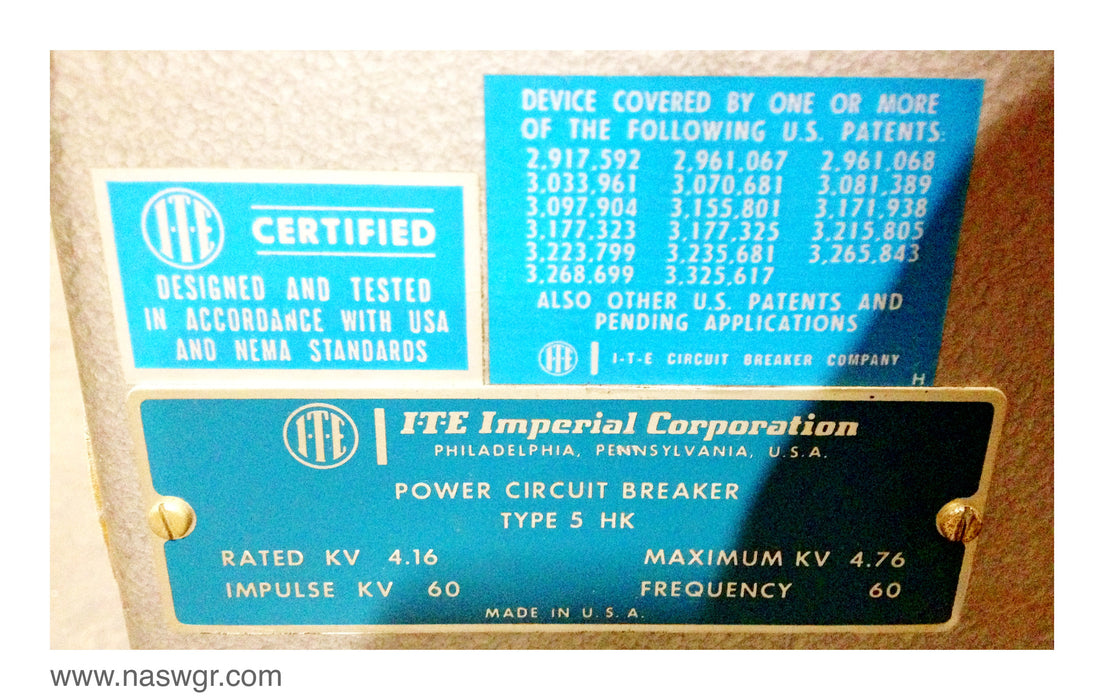 DEVICE COVERED BY ONE OR MORE
OF THE FOLLOWING U.S. PATENTS:
2,917,592 2,961,067 2,961,068
3,033,961 3,070,681 3,081,389
3,097,904 3,155,801 3,171,938
3,177,323 3,177,325 3,215,805
3,223,799 3,235,681 3,265,843
3,268,699 3,325,617
ALSO OTHER U.S. PATENTS AND
PENDING APPLICATIONS
I-T-E I-T-E CIRCUIT BREAKER COMPANY
H
I-T-E CERTIFIED
DESIGNED AND TESTED
IN ACCORDANCE WITH USA
AND NEMA STANDARDS
I-T-E I-T-E Imperial Corporation
PHILADELPHIA, PENNSYLVANIA, U.S.A.
POWER CIRCUIT BREAKER
TYPE 5 HK
RATED KV 4.16 MAXIMUM KV 4.76
IMPULSE KV 60 FREQUENCY 60
MADE IN U.S.A.
www.naswgr.com